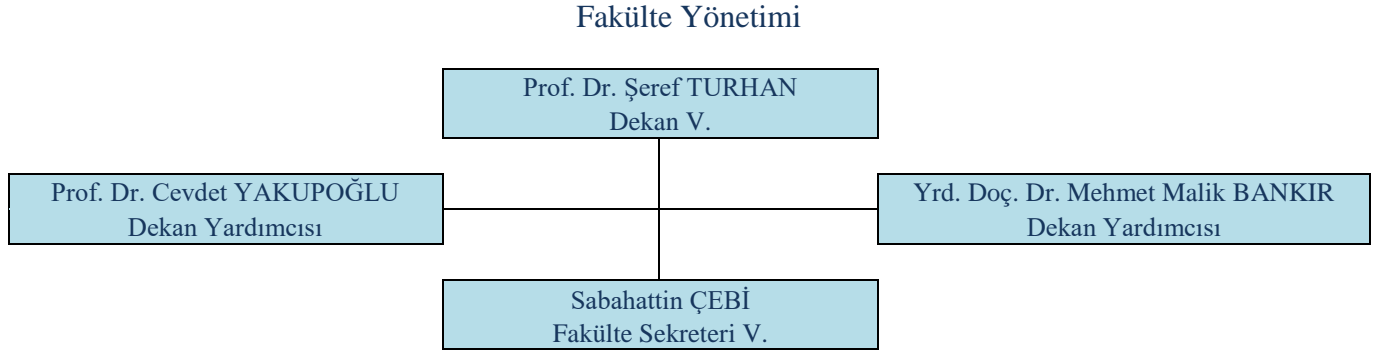 Fakülte Yönetimi
Prof. Dr. Şeref TURHAN
Dekan V.
Prof. Dr. Cevdet YAKUPOĞLU
Dekan Yardımcısı
Yrd. Doç. Dr. Mehmet Malik BANKIR
Dekan Yardımcısı
Sabahattin ÇEBİ
Fakülte Sekreteri V.